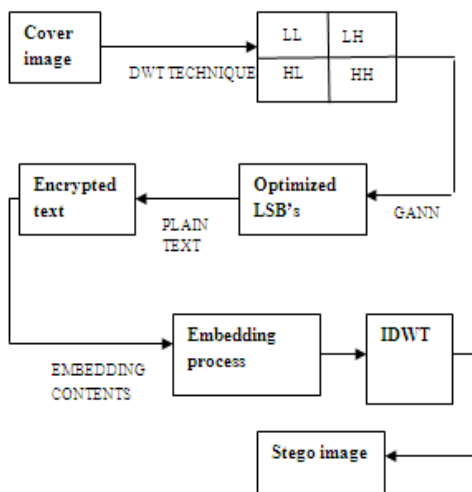 Cover
image
LL
LH
DWT TECHNIQUE
HL
HH
Encrypted
text
Optimized
LSB's
PLAIN
TEXT
GANN
Embedding
process
IDWT
EMBEDDING
CONTENTS
Stego image